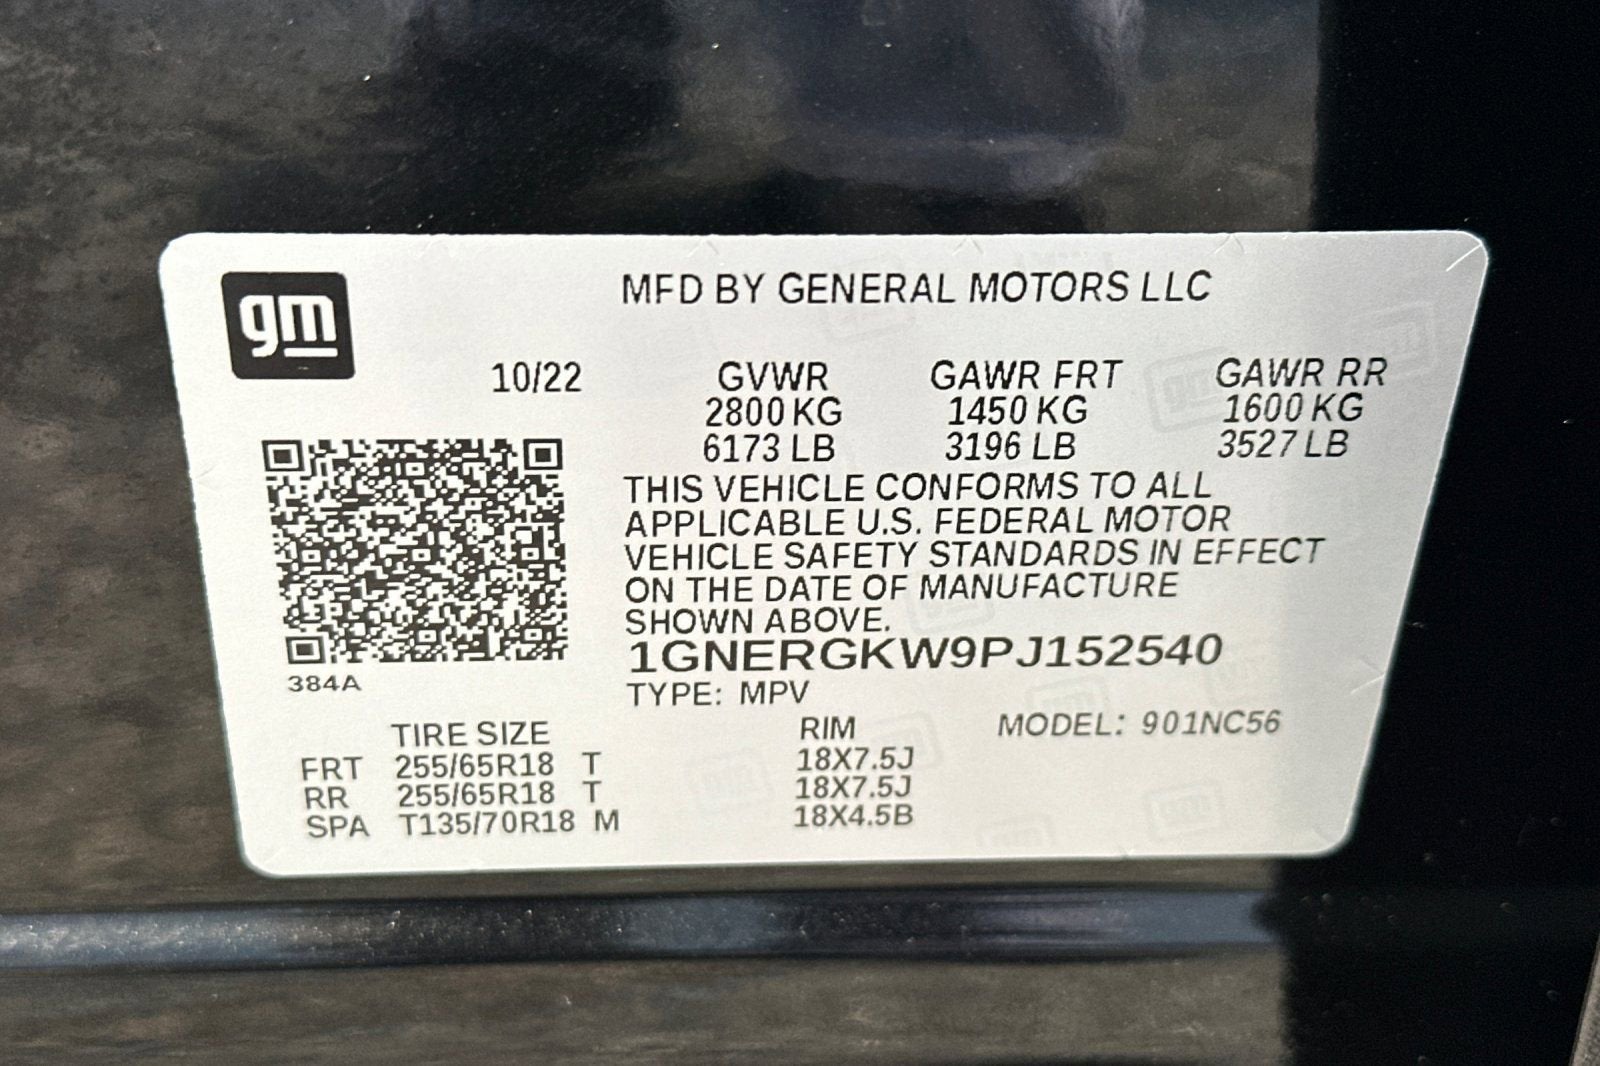 gm
MFD BY GENERAL MOTORS LLC
10/22 GVWR GAWR FRT GAWR RR
2800 KG 1450 KG 1600 KG
6173 LB 3196 LB 3527 LB
THIS VEHICLE CONFORMS TO ALL
APPLICABLE U.S. FEDERAL MOTOR
VEHICLE SAFETY STANDARDS IN EFFECT
ON THE DATE OF MANUFACTURE
SHOWN ABOVE.
1GNERGKW9PJ152540
384A
TYPE: MPV
TIRE SIZE RIM MODEL: 901NC56
FRT 255/65R18 T 18X7.5J
RR 255/65R18 T 18X7.5J
SPA T135/70R18 M 18X4.5B